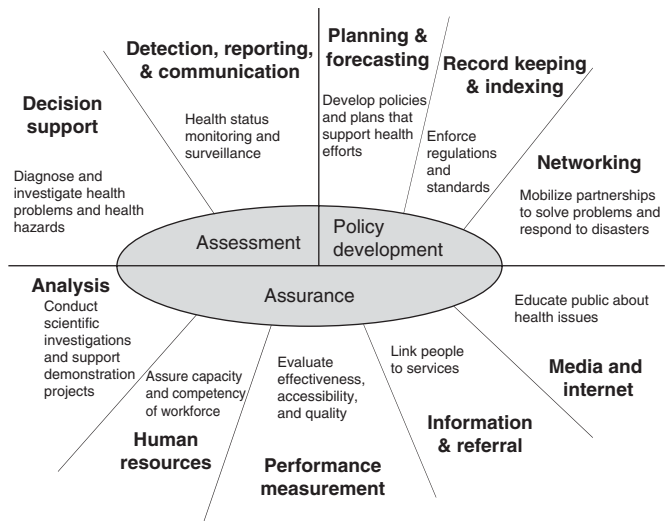 Decision
support
Diagnose and
investigate health
problems and health
hazards
Detection, reporting,
& communication
Health status
monitoring and
surveillance
Planning &
forecasting
Develop policies
and plans that
support health
efforts
Record keeping
& indexing
Enforce
regulations
and
standards
Networking
Mobilize partnerships
to solve problems and
respond to disasters
Assessment
Policy
development
Assurance
Analysis
Conduct
scientific
investigations
and support
demonstration
projects
Assure capacity
and competency
of workforce
Human
resources
Evaluate
effectiveness,
accessibility,
and quality
Performance
measurement
Link people
to services
Information
& referral
Educate public about
health issues
Media and
internet